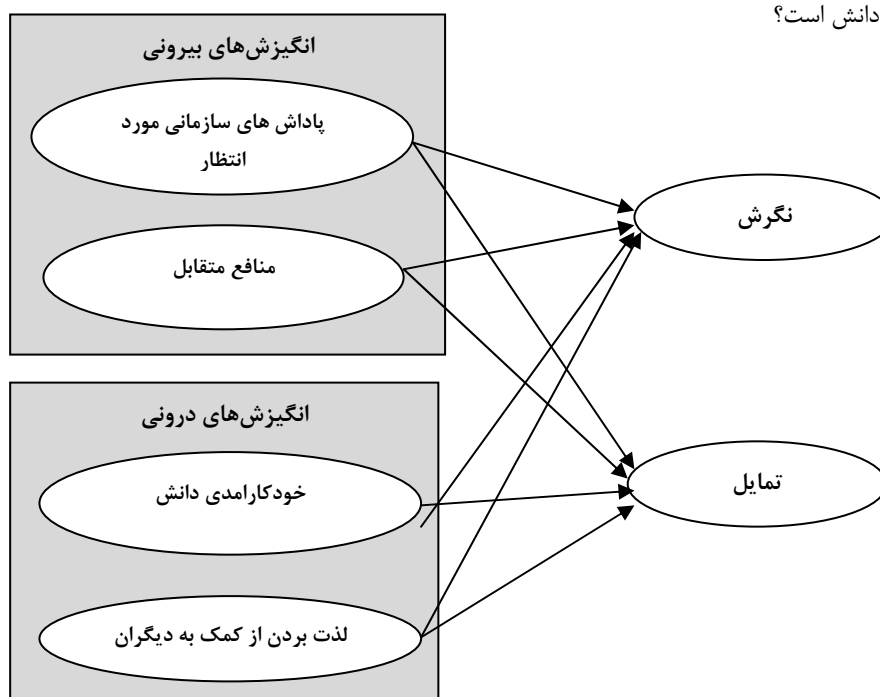 دانش است؟
انگیزش‌های بیرونی
پاداش های سازمانی مورد
انتظار
نگرش
منافع متقابل
انگیزش‌های درونی
تمایل
خودکارامدی دانش
لذت بردن از کمک به دیگران